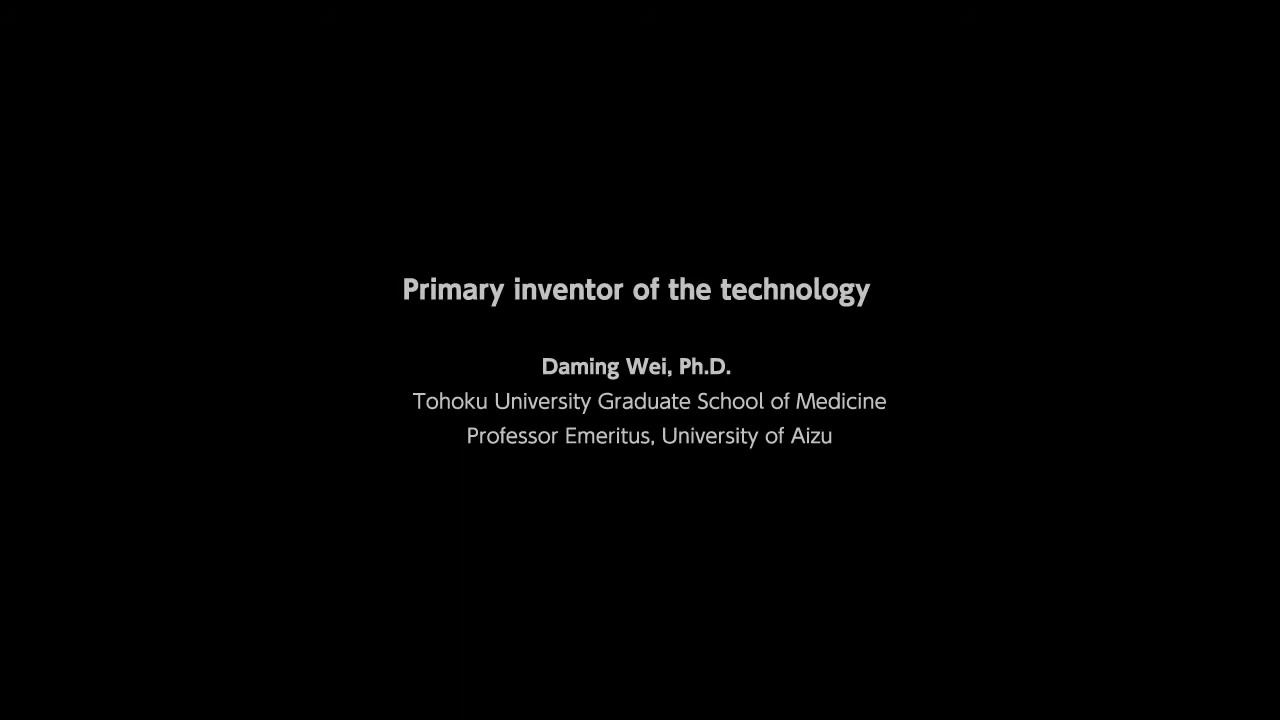 Primary inventor of the technology
Daming Wei, Ph.D.
Tohoku University Graduate School of Medicine
Professor Emeritus, University of Aizu